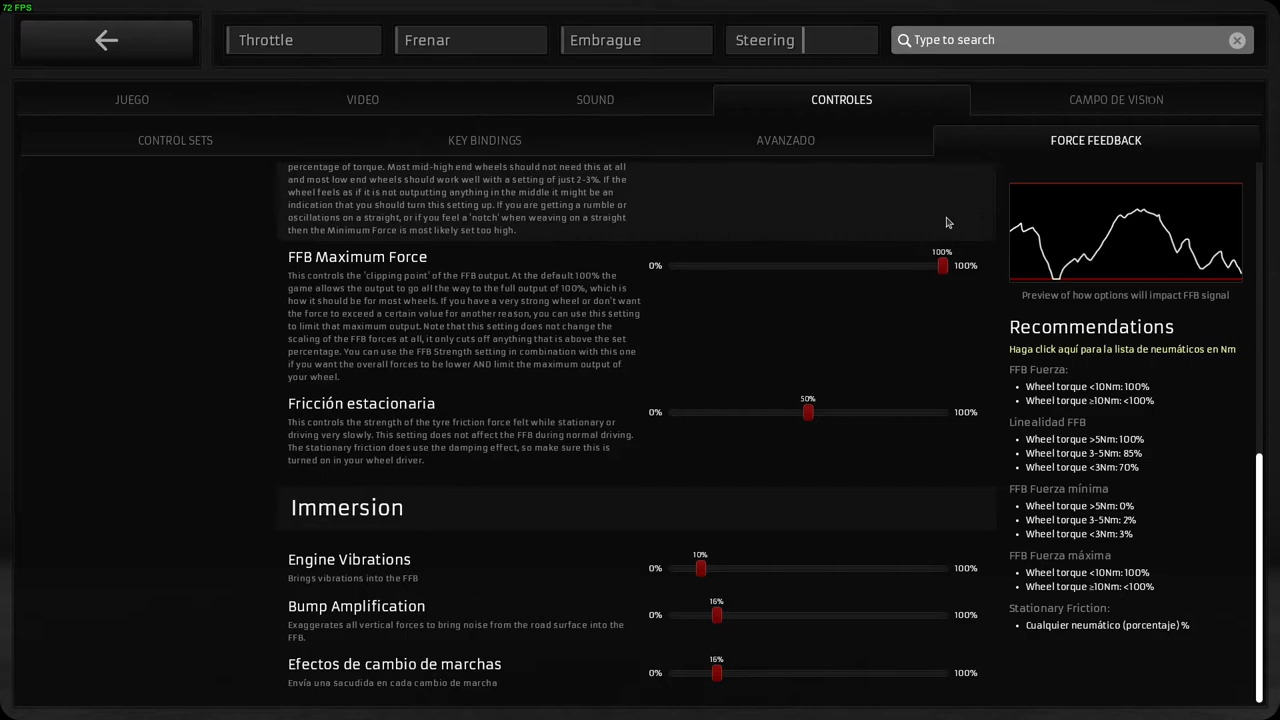 72 FPS
Throttle
Frenar
Embrague
Steering
Type to search
JUEGO
VIDEO
SOUND
CONTROLES
CAMPO DE VISIÓN
CONTROL SETS
KEY BINDINGS
AVANZADO
FORCE FEEDBACK
percentage of torque. Most mid-high end wheels should not need this at all
and most low end wheels should work well with a setting of just 2-3%. If the
wheel feels as if it is not outputting anything in the middle it might be an
indication that you should turn this setting up. If you are getting a rumble or
oscillations on a straight, or if you feel a 'notch' when weaving on a straight
then the Minimum Force is most likely set too high.
FFB Maximum Force
This controls the 'clipping point' of the FFB output. At the default 100% the
game allows the output to go all the way to the full output of 100%, which is
how it should be for most wheels. If you have a very strong wheel or don't want
the force to exceed a certain value for another reason, you can use this setting
to limit that maximum output. Note that this setting does not change the
scaling of the FFB forces at all, it only cuts off anything that is above the set
percentage. You can use the FFB Strength setting in combination with this one
if you want the overall forces to be lower AND limit the maximum output of
your wheel.
0%
100%
100%
Fricción estacionaria
This controls the strength of the tyre friction force felt while stationary or
driving very slowly. This setting does not affect the FFB during normal driving.
The stationary friction does use the damping effect, so make sure this is
turned on in your wheel driver.
0%
50%
100%
Immersion
Engine Vibrations
Brings vibrations into the FFB
0%
10%
100%
Bump Amplification
Exaggerates all vertical forces to bring noise from the road surface into the
FFB.
0%
16%
100%
Efectos de cambio de marchas
Envía una sacudida en cada cambio de marcha
0%
16%
100%
Preview of how options will impact FFB signal
Recommendations
Haga click aquí para la lista de neumáticos en Nm
FFB Fuerza:
• Wheel torque <10Nm: 100%
• Wheel torque ≥10Nm: <100%
Linealidad FFB
• Wheel torque >5Nm: 100%
• Wheel torque 3-5Nm: 85%
• Wheel torque <3Nm: 70%
FFB Fuerza mínima
• Wheel torque >5Nm: 0%
• Wheel torque 3-5Nm: 2%
• Wheel torque <3Nm: 3%
FFB Fuerza máxima
• Wheel torque <10Nm: 100%
• Wheel torque ≥10Nm: <100%
Stationary Friction:
• Cualquier neumático (porcentaje) %